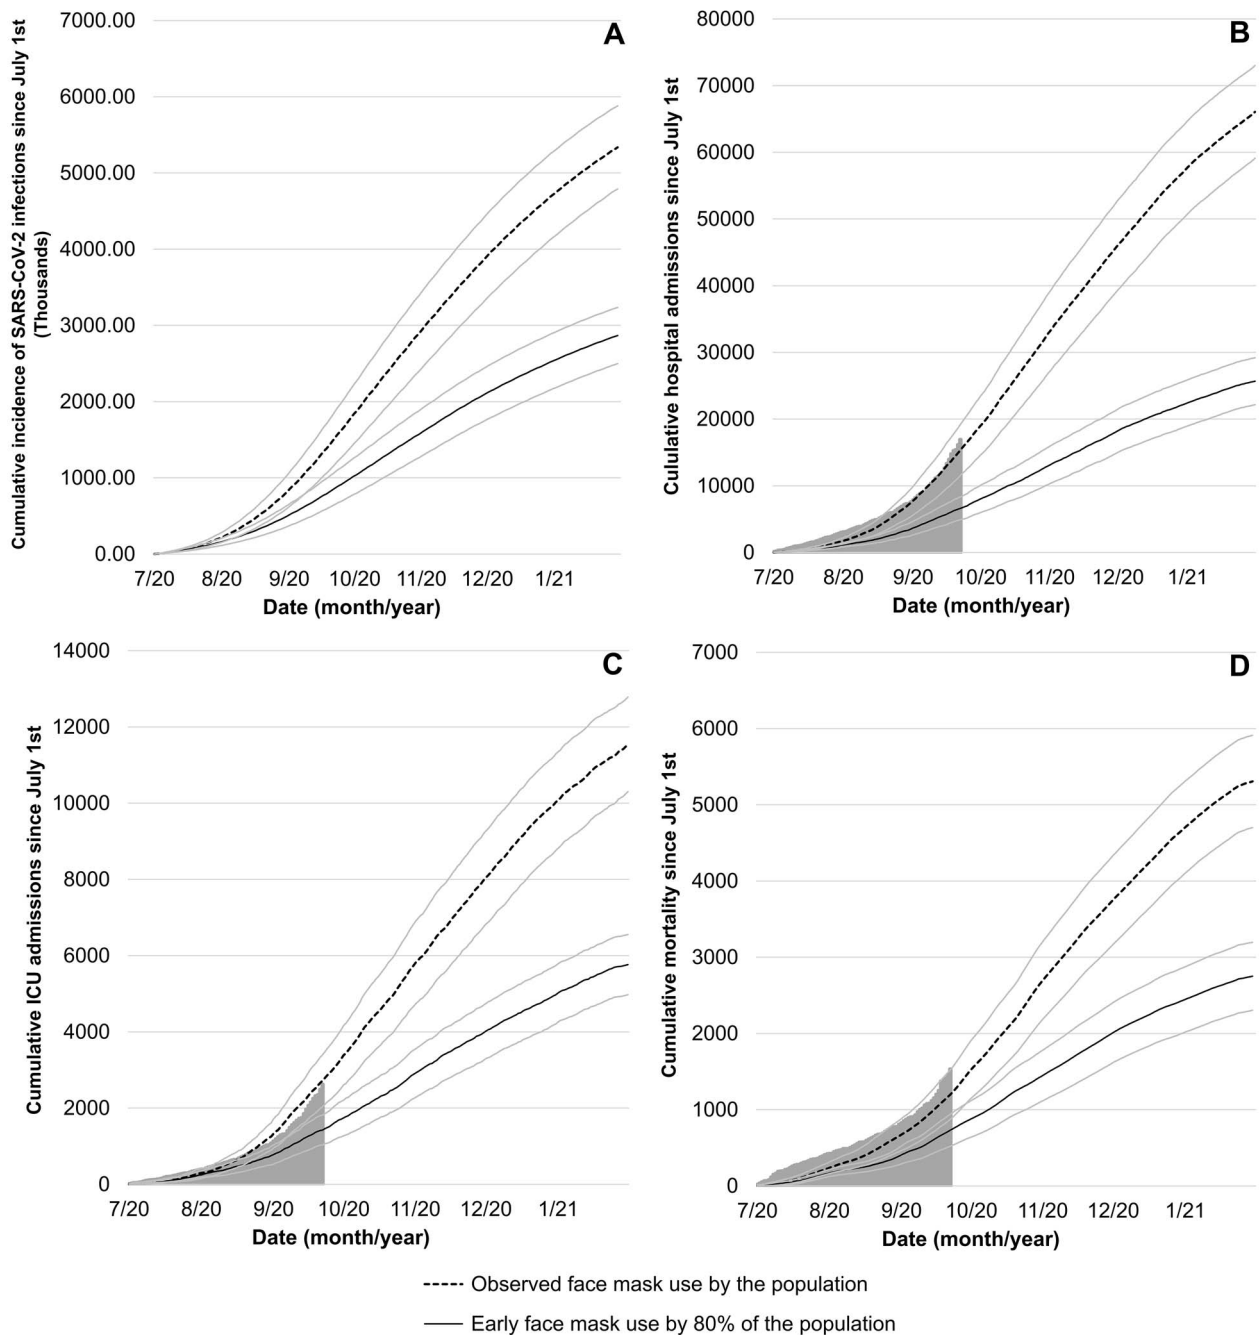 A
Cumulative incidence of SARS-CoV-2 infections since July 1st
(Thousands)
7000.00
6000.00
5000.00
4000.00
3000.00
2000.00
1000.00
0.00
7/20 8/20 9/20 10/20 11/20 12/20 1/21
Date (month/year)
B
Cululative hospital admissions since July 1st
80000
70000
60000
50000
40000
30000
20000
10000
0
7/20 8/20 9/20 10/20 11/20 12/20 1/21
Date (month/year)
C
Cumulative ICU admissions since July 1st
14000
12000
10000
8000
6000
4000
2000
0
7/20 8/20 9/20 10/20 11/20 12/20 1/21
Date (month/year)
D
Cumulative mortality since July 1st
7000
6000
5000
4000
3000
2000
1000
0
7/20 8/20 9/20 10/20 11/20 12/20 1/21
Date (month/year)
Observed face mask use by the population
Early face mask use by 80% of the population